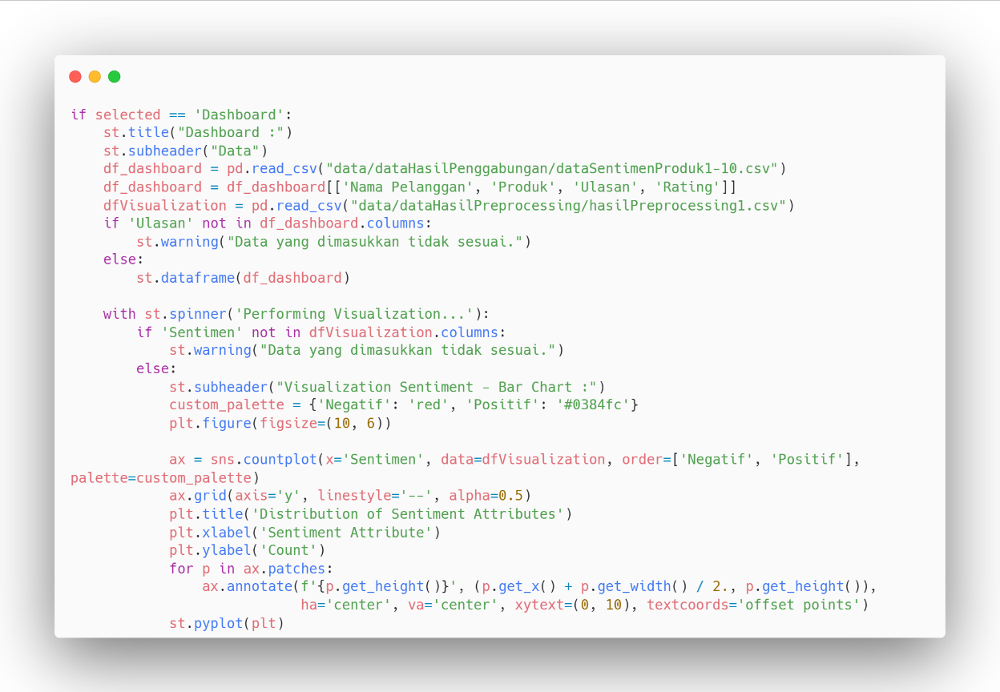 if selected == 'Dashboard':
    st.title("Dashboard :")
    st.subheader("Data")
    df_dashboard = pd.read_csv("data/dataHasilPenggabungan/dataSentimenProduk1-10.csv")
    df_dashboard = df_dashboard[['Nama Pelanggan', 'Produk', 'Ulasan', 'Rating']]
    dfVisualization = pd.read_csv("data/dataHasilPreprocessing/hasilPreprocessing1.csv")
    if 'Ulasan' not in df_dashboard.columns:
        st.warning("Data yang dimasukkan tidak sesuai.")
    else:
        st.dataframe(df_dashboard)

    with st.spinner('Performing Visualization...'):
        if 'Sentimen' not in dfVisualization.columns:
            st.warning("Data yang dimasukkan tidak sesuai.")
        else:
            st.subheader("Visualization Sentiment - Bar Chart :")
            custom_palette = {'Negatif': 'red', 'Positif': '#0384fc'}
            plt.figure(figsize=(10, 6))

            ax = sns.countplot(x='Sentimen', data=dfVisualization, order=['Negatif', 'Positif'],
palette=custom_palette)
            ax.grid(axis='y', linestyle='--', alpha=0.5)
            plt.title('Distribution of Sentiment Attributes')
            plt.xlabel('Sentiment Attribute')
            plt.ylabel('Count')
            for p in ax.patches:
                ax.annotate(f'{p.get_height()}', (p.get_x() + p.get_width() / 2., p.get_height()),
                            ha='center', va='center', xytext=(0, 10), textcoords='offset points')
            st.pyplot(plt)